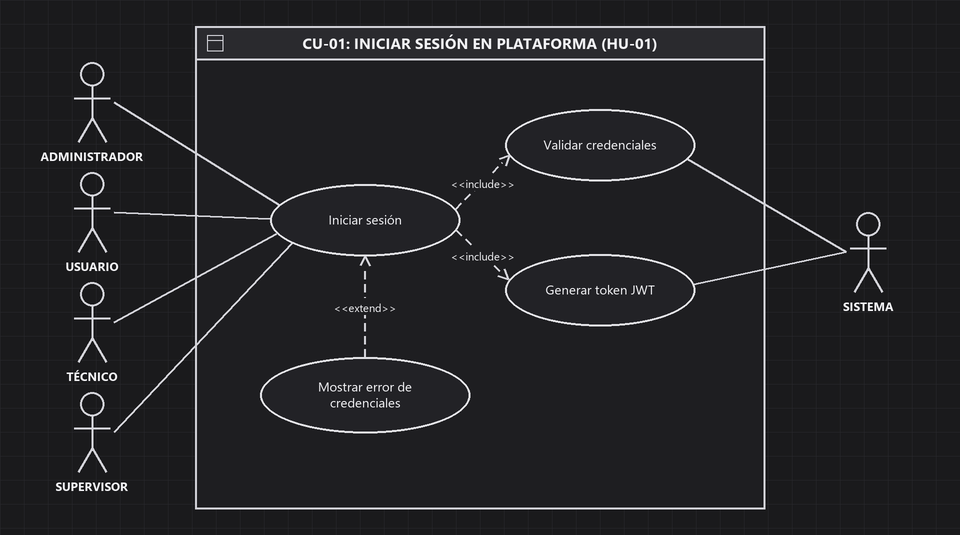 CU-01: INICIAR SESIÓN EN PLATAFORMA (HU-01)
ADMINISTRADOR
Validar credenciales
<<include>>
Iniciar sesión
USUARIO
<<include>>
Generar token JWT
SISTEMA
<<extend>>
TÉCNICO
Mostrar error de
credenciales
SUPERVISOR